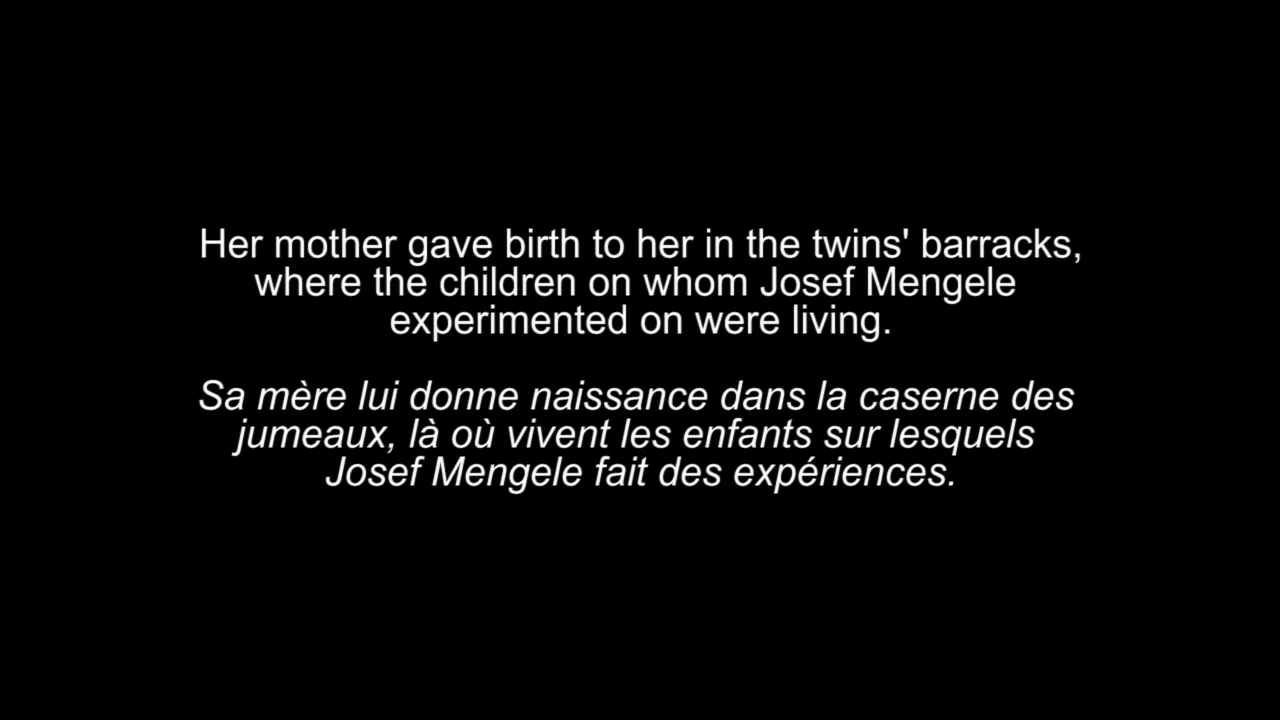 Her mother gave birth to her in the twins' barracks,
where the children on whom Josef Mengele
experimented on were living.
Sa mère lui donne naissance dans la caserne des
jumeaux, là où vivent les enfants sur lesquels
Josef Mengele fait des expériences.